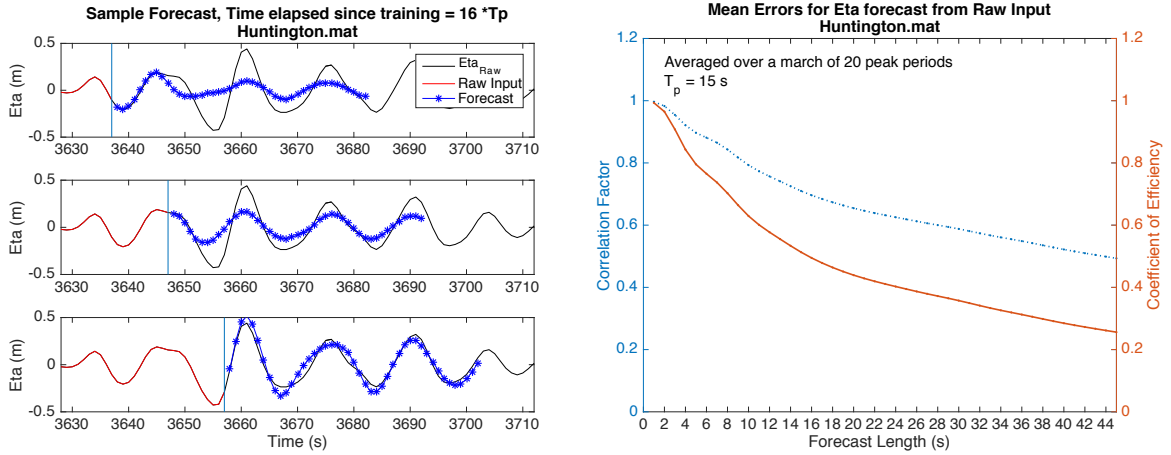 Sample Forecast, Time elapsed since training = 16 *Tp
Huntington.mat
Eta (m)
0.5
0
-0.5
Eta_Raw
Raw Input
Forecast
3630 3640 3650 3660 3670 3680 3690 3700 3710
Eta (m)
0.5
0
-0.5
3630 3640 3650 3660 3670 3680 3690 3700 3710
Eta (m)
0.5
0
-0.5
3630 3640 3650 3660 3670 3680 3690 3700 3710
Time (s)
Mean Errors for Eta forecast from Raw Input
Huntington.mat
Averaged over a march of 20 peak periods
T_p = 15 s
Correlation Factor
1.2
1
0.8
0.6
0.4
0.2
0
Coefficient of Efficiency
1.2
1
0.8
0.6
0.4
0.2
0
0 2 4 6 8 10 12 14 16 18 20 22 24 26 28 30 32 34 36 38 40 42 44
Forecast Length (s)